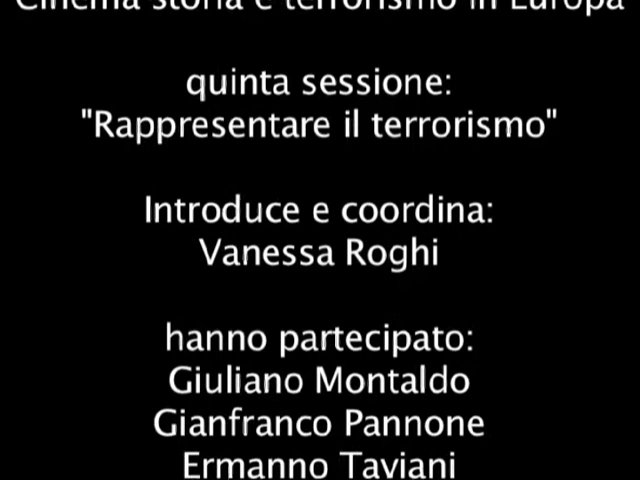 Cinema storia e terrorismo in Europa
quinta sessione:
"Rappresentare il terrorismo"
Introduce e coordina:
Vanessa Roghi
hanno partecipato:
Giuliano Montaldo
Gianfranco Pannone
Ermanno Taviani